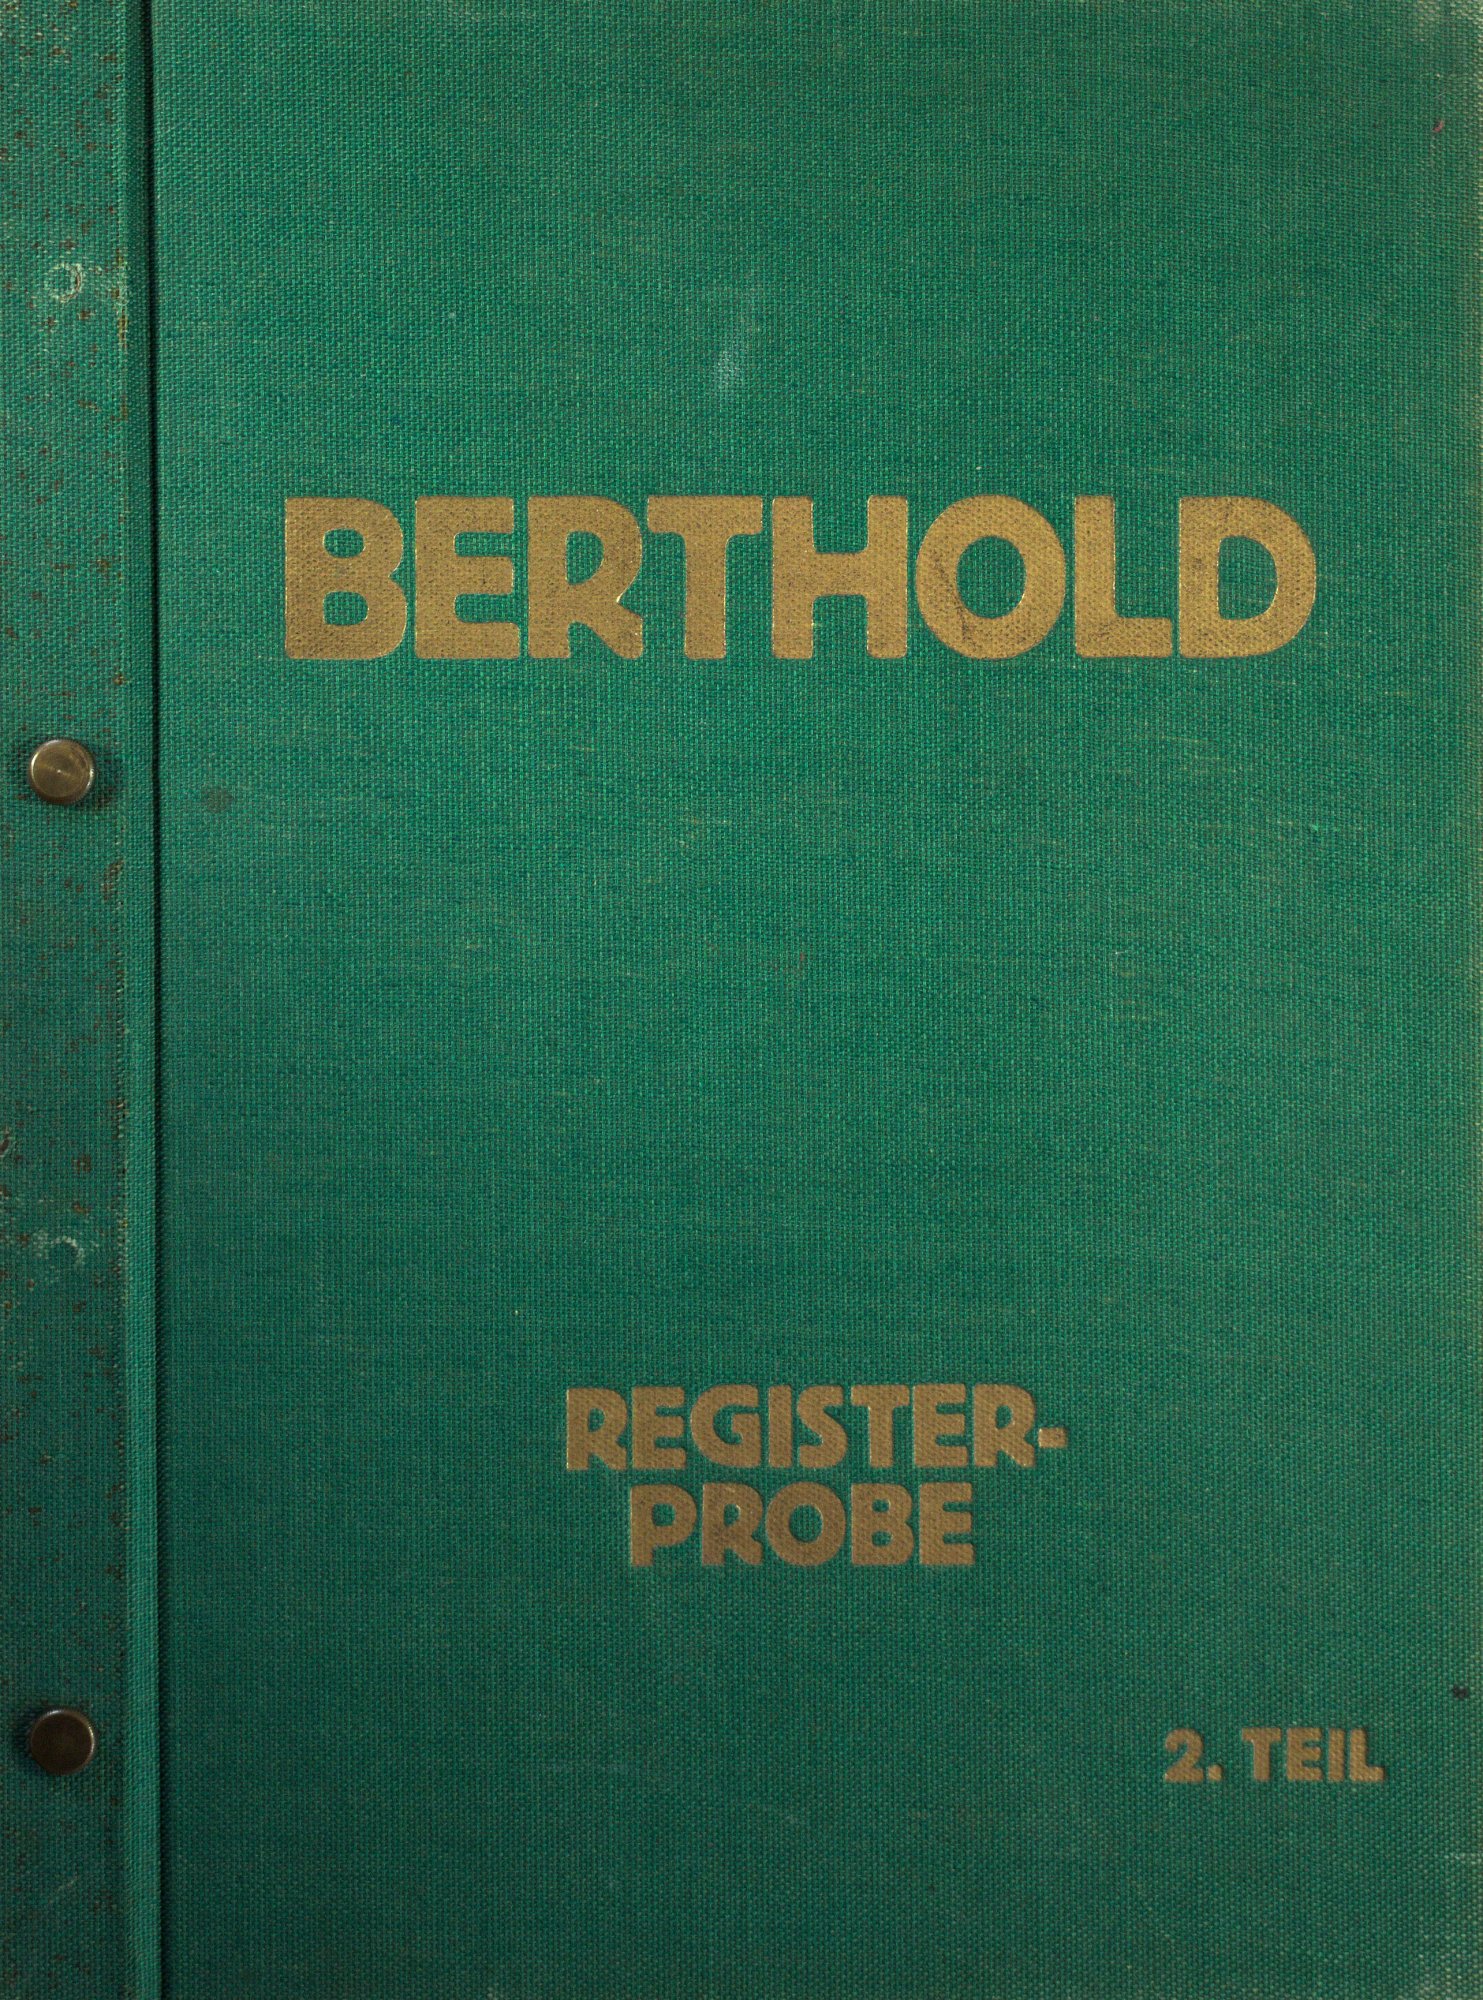 BERTHOLD
REGISTER-
PROBE
2. TEIL